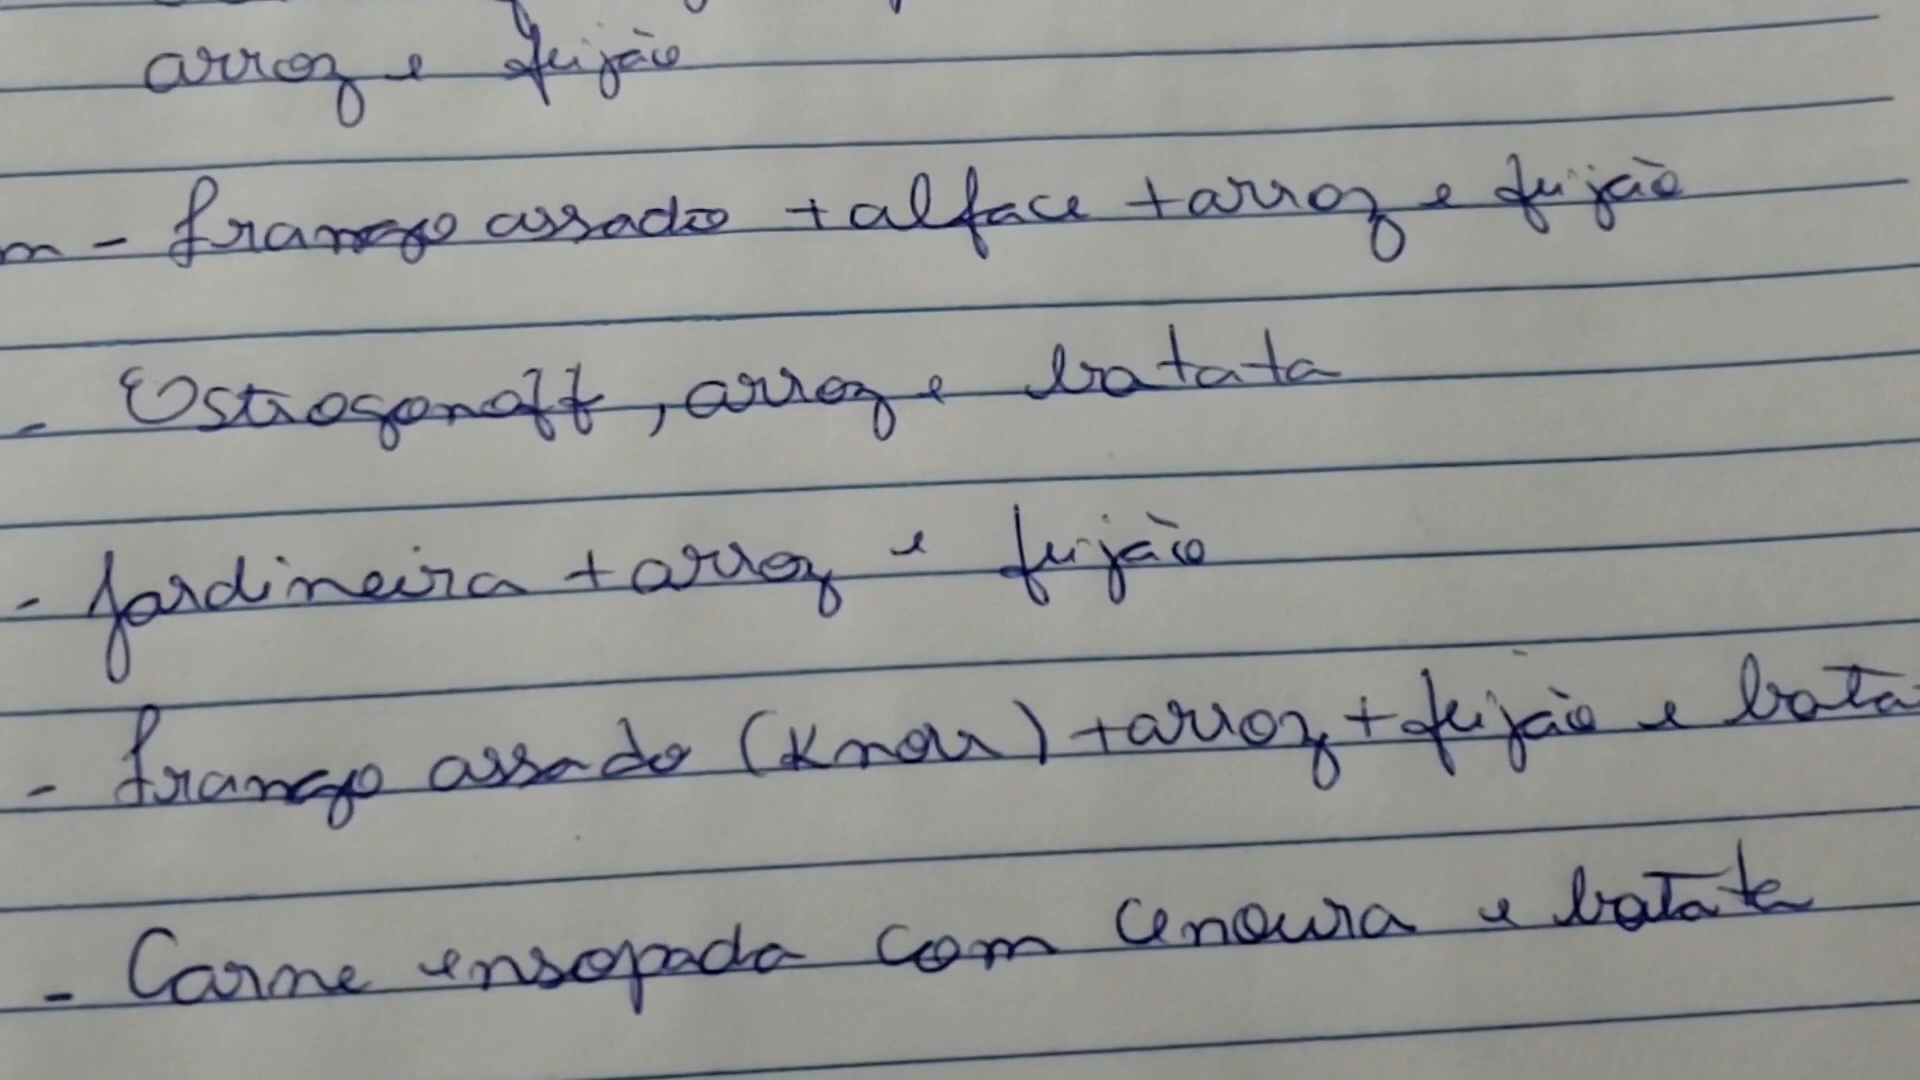 arroz e feijão
m - frango assado + alface + arroz e feijão
- Estrogonoff, arroz e batata
- Jardineira + arroz e feijão
- frango assado (Knorr) + arroz + feijão e bata
- Carne ensopada com cenoura e batata